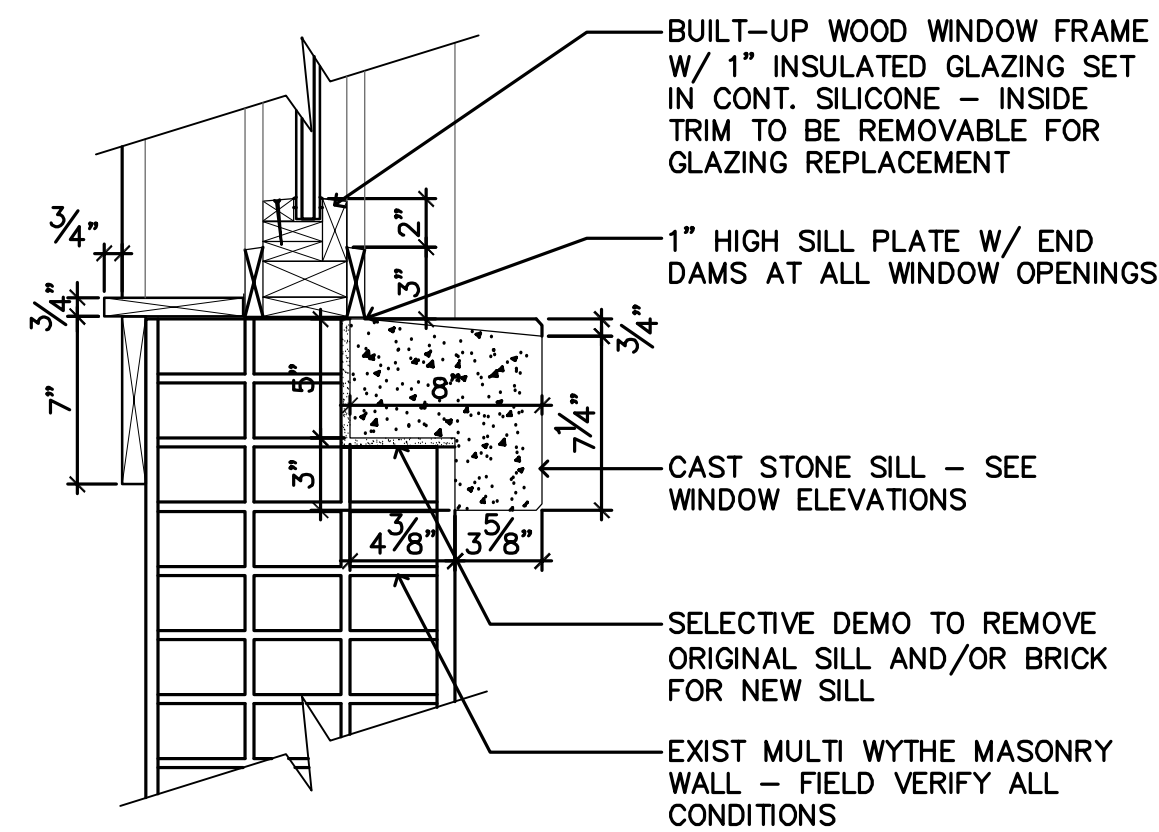 BUILT-UP WOOD WINDOW FRAME
W/ 1" INSULATED GLAZING SET
IN CONT. SILICONE – INSIDE
TRIM TO BE REMOVABLE FOR
GLAZING REPLACEMENT
3/4"
2"
1" HIGH SILL PLATE W/ END
DAMS AT ALL WINDOW OPENINGS
3"
3/4"
3/4"
5"
8"
7"
7 1/4"
3"
CAST STONE SILL – SEE
WINDOW ELEVATIONS
4 3/8"
3 5/8"
SELECTIVE DEMO TO REMOVE
ORIGINAL SILL AND/OR BRICK
FOR NEW SILL
EXIST MULTI WYTHE MASONRY
WALL – FIELD VERIFY ALL
CONDITIONS